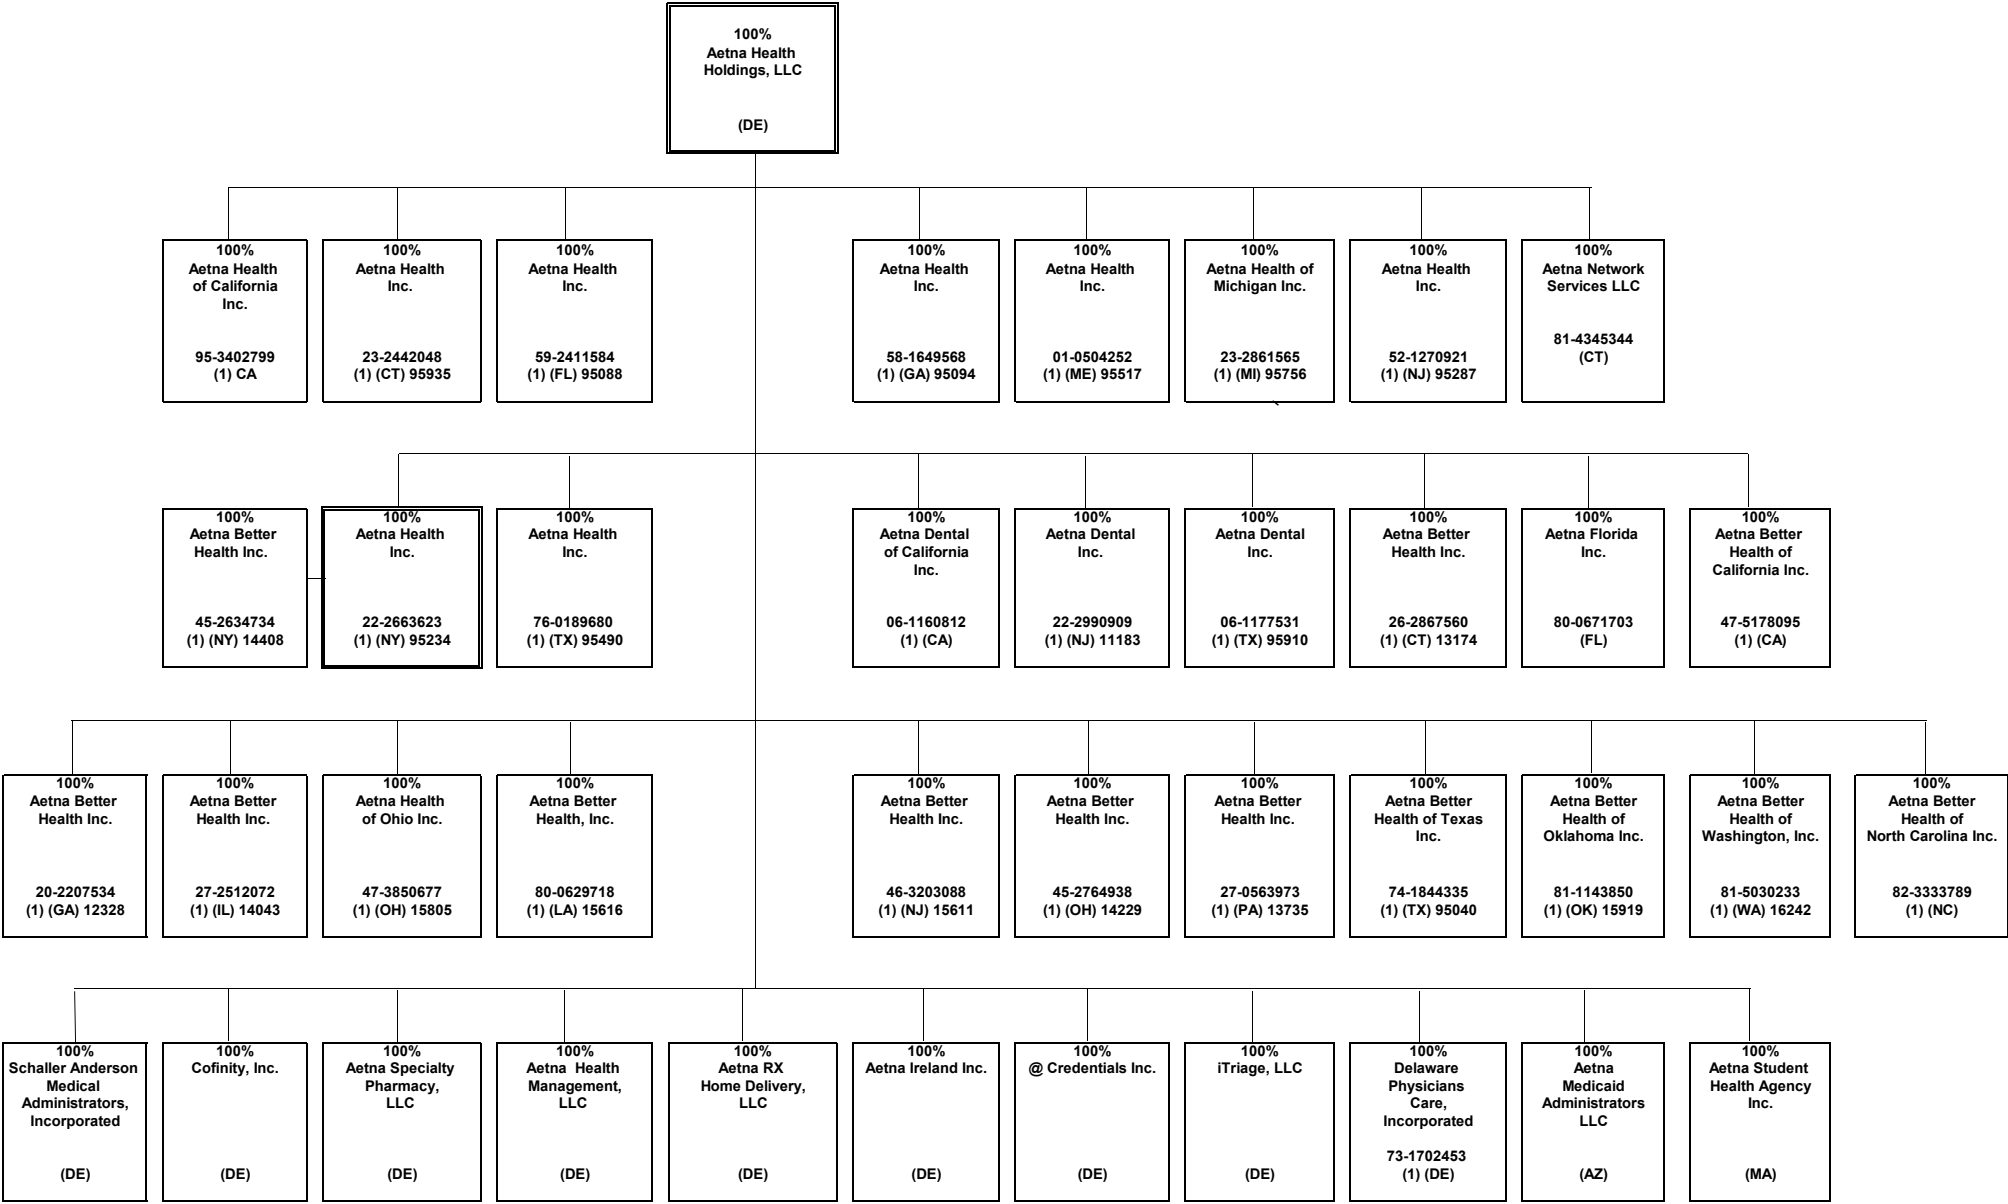 100%
Aetna Health
Holdings, LLC
(DE)
100%
Aetna Health
of California
Inc.
95-3402799
(1) CA
100%
Aetna Health
Inc.
23-2442048
(1) (CT) 95935
100%
Aetna Health
Inc.
59-2411584
(1) (FL) 95088
100%
Aetna Health
Inc.
58-1649568
(1) (GA) 95094
100%
Aetna Health
Inc.
01-0504252
(1) (ME) 95517
100%
Aetna Health of
Michigan Inc.
23-2861565
(1) (MI) 95756
100%
Aetna Health
Inc.
52-1270921
(1) (NJ) 95287
100%
Aetna Network
Services LLC
81-4345344
(CT)
100%
Aetna Better
Health Inc.
45-2634734
(1) (NY) 14408
100%
Aetna Health
Inc.
22-2663623
(1) (NY) 95234
100%
Aetna Health
Inc.
76-0189680
(1) (TX) 95490
100%
Aetna Dental
of California
Inc.
06-1160812
(1) (CA)
100%
Aetna Dental
Inc.
22-2990909
(1) (NJ) 11183
100%
Aetna Dental
Inc.
06-1177531
(1) (TX) 95910
100%
Aetna Better
Health Inc.
26-2867560
(1) (CT) 13174
100%
Aetna Florida
Inc.
80-0671703
(FL)
100%
Aetna Better
Health of
California Inc.
47-5178095
(1) (CA)
100%
Aetna Better
Health Inc.
20-2207534
(1) (GA) 12328
100%
Aetna Better
Health Inc.
27-2512072
(1) (IL) 14043
100%
Aetna Health
of Ohio Inc.
47-3850677
(1) (OH) 15805
100%
Aetna Better
Health, Inc.
80-0629718
(1) (LA) 15616
100%
Aetna Better
Health Inc.
46-3203088
(1) (NJ) 15611
100%
Aetna Better
Health Inc.
45-2764938
(1) (OH) 14229
100%
Aetna Better
Health Inc.
27-0563973
(1) (PA) 13735
100%
Aetna Better
Health of Texas
Inc.
74-1844335
(1) (TX) 95040
100%
Aetna Better
Health of
Oklahoma Inc.
81-1143850
(1) (OK) 15919
100%
Aetna Better
Health of
Washington, Inc.
81-5030233
(1) (WA) 16242
100%
Aetna Better
Health of
North Carolina Inc.
82-3333789
(1) (NC)
100%
Schaller Anderson
Medical
Administrators,
Incorporated
(DE)
100%
Cofinity, Inc.
(DE)
100%
Aetna Specialty
Pharmacy,
LLC
(DE)
100%
Aetna Health
Management,
LLC
(DE)
100%
Aetna RX
Home Delivery,
LLC
(DE)
100%
Aetna Ireland Inc.
(DE)
100%
@ Credentials Inc.
(DE)
100%
iTriage, LLC
(DE)
100%
Delaware
Physicians
Care,
Incorporated
73-1702453
(1) (DE)
100%
Aetna
Medicaid
Administrators
LLC
(AZ)
100%
Aetna Student
Health Agency
Inc.
(MA)